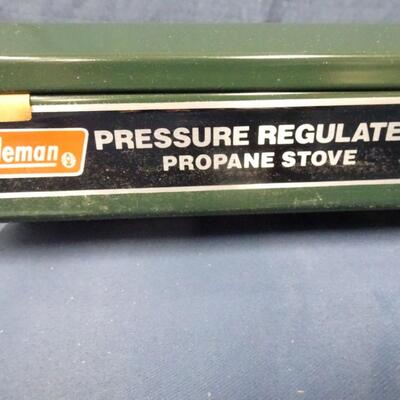 leman ®
PRESSURE REGULATE
PROPANE STOVE